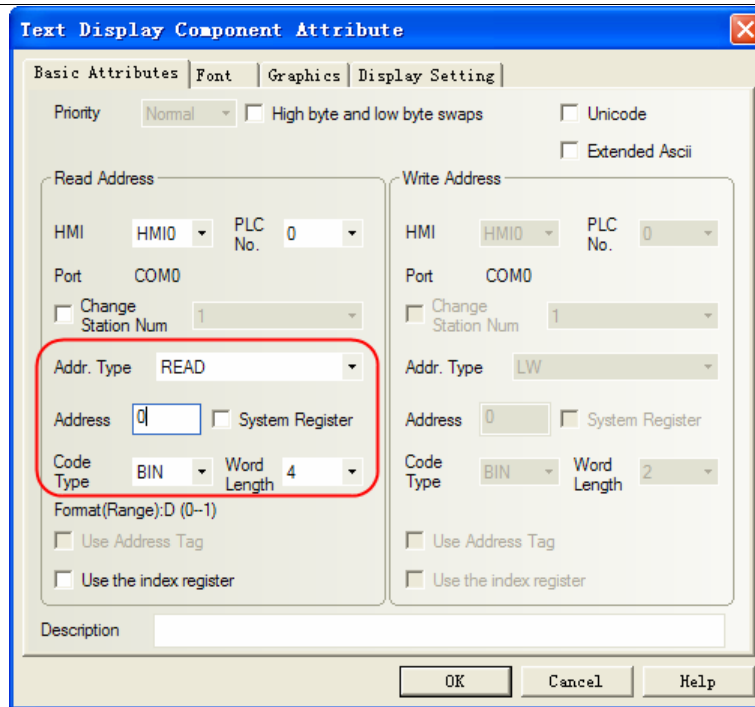 Text Display Component Attribute
Basic Attributes Font Graphics Display Setting
Priority Normal High byte and low byte swaps Unicode
Extended Ascii
Read Address
HMI HMI0 PLC No. 0
Port COM0
Change Station Num 1
Addr. Type READ
Address 0 System Register
Code Type BIN Word Length 4
Format(Range):D (0--1)
Use Address Tag
Use the index register
Write Address
HMI HMI0 PLC No. 0
Port COM0
Change Station Num 1
Addr. Type LW
Address 0 System Register
Code Type BIN Word Length 2
Use Address Tag
Use the index register
Description
OK Cancel Help